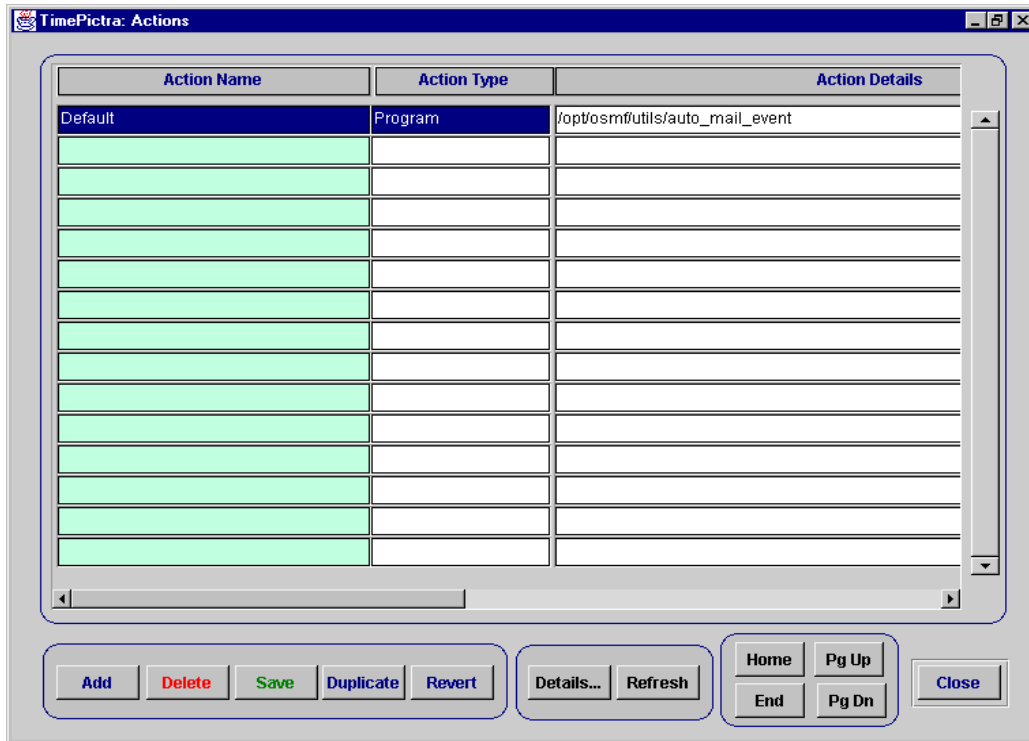 TimePictra: Actions
Action Name Action Type Action Details
Default Program /opt/osmf/utils/auto_mail_event
Home Pg Up
Add Delete Save Duplicate Revert Details... Refresh Close
End Pg Dn